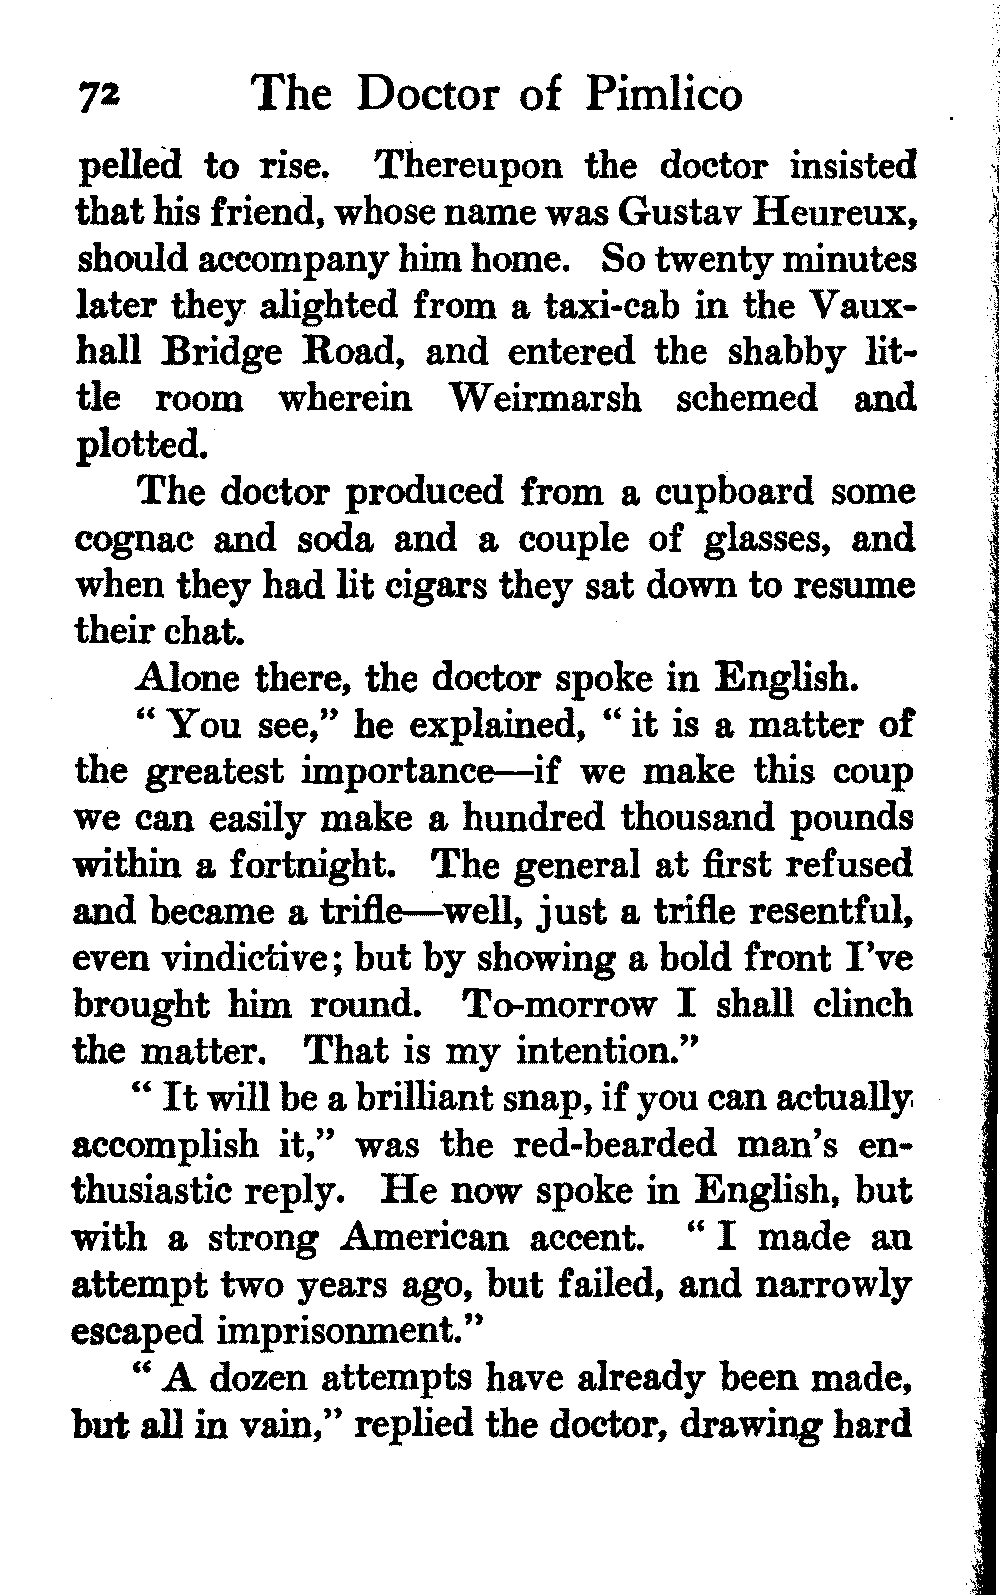 72 The Doctor of Pimlico
pelled to rise. Thereupon the doctor insisted
that his friend, whose name was Gustav Heureux,
should accompany him home. So twenty minutes
later they alighted from a taxi-cab in the Vaux-
hall Bridge Road, and entered the shabby lit-
tle room wherein Weirmarsh schemed and
plotted.
The doctor produced from a cupboard some
cognac and soda and a couple of glasses, and
when they had lit cigars they sat down to resume
their chat.
Alone there, the doctor spoke in English.
“ You see,” he explained, “ it is a matter of
the greatest importance—if we make this coup
we can easily make a hundred thousand pounds
within a fortnight. The general at first refused
and became a trifle—well, just a trifle resentful,
even vindictive; but by showing a bold front I’ve
brought him round. To-morrow I shall clinch
the matter. That is my intention.”
“ It will be a brilliant snap, if you can actually
accomplish it,” was the red-bearded man’s en-
thusiastic reply. He now spoke in English, but
with a strong American accent. “ I made an
attempt two years ago, but failed, and narrowly
escaped imprisonment.”
“ A dozen attempts have already been made,
but all in vain,” replied the doctor, drawing hard